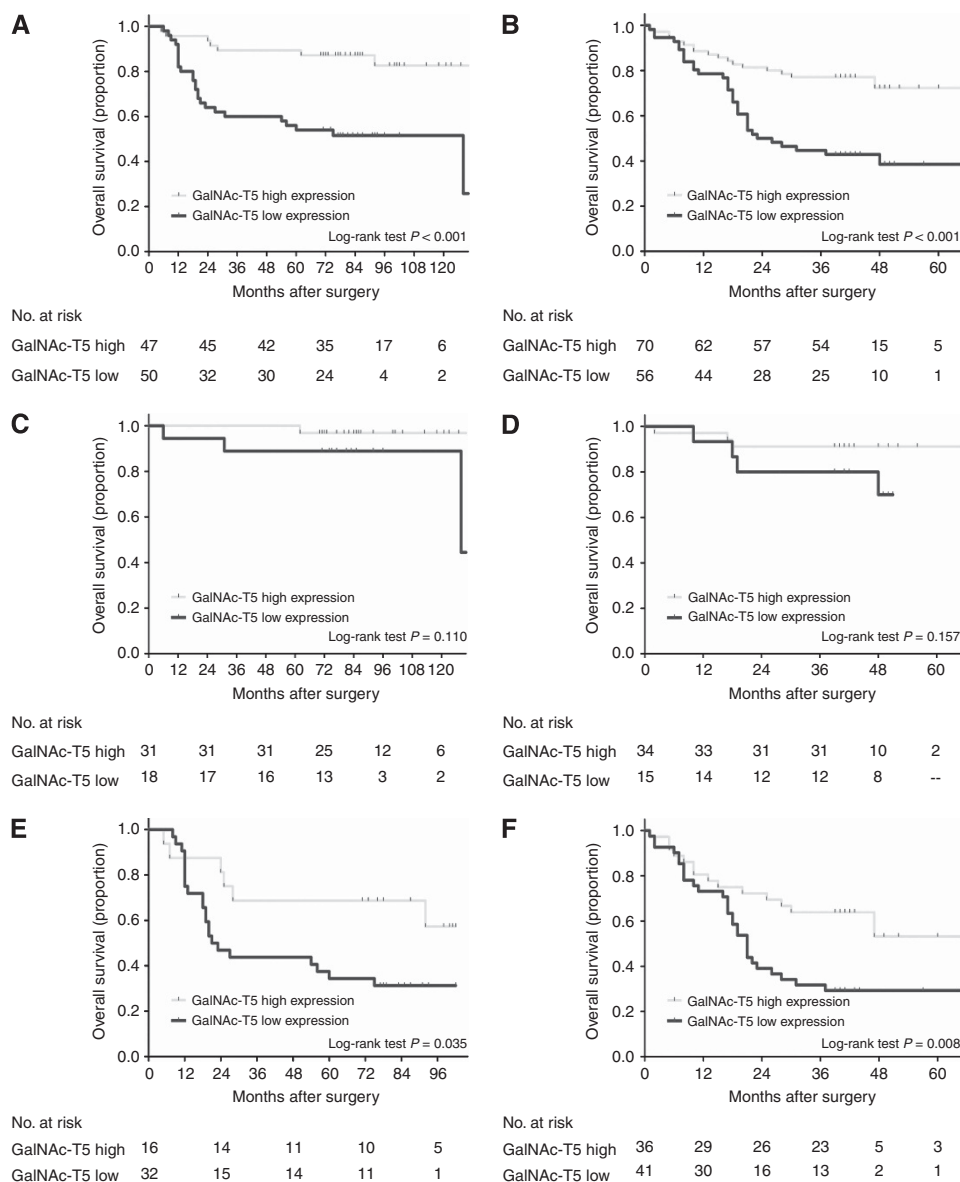 A
1.0
0.8
0.6
0.4
0.2
0.0
Overall survival (proportion)
GalNAc-T5 high expression
GalNAc-T5 low expression
Log-rank test P < 0.001
0 12 24 36 48 60 72 84 96 108 120
Months after surgery
No. at risk
GalNAc-T5 high 47 45 42 35 17 6
GalNAc-T5 low 50 32 30 24 4 2
B
1.0
0.8
0.6
0.4
0.2
0.0
Overall survival (proportion)
GalNAc-T5 high expression
GalNAc-T5 low expression
Log-rank test P < 0.001
0 12 24 36 48 60
Months after surgery
No. at risk
GalNAc-T5 high 70 62 57 54 15 5
GalNAc-T5 low 56 44 28 25 10 1
C
1.0
0.8
0.6
0.4
0.2
0.0
Overall survival (proportion)
GalNAc-T5 high expression
GalNAc-T5 low expression
Log-rank test P = 0.110
0 12 24 36 48 60 72 84 96 108 120
Months after surgery
No. at risk
GalNAc-T5 high 31 31 31 25 12 6
GalNAc-T5 low 18 17 16 13 3 2
D
1.0
0.8
0.6
0.4
0.2
0.0
Overall survival (proportion)
GalNAc-T5 high expression
GalNAc-T5 low expression
Log-rank test P = 0.157
0 12 24 36 48 60
Months after surgery
No. at risk
GalNAc-T5 high 34 33 31 31 10 2
GalNAc-T5 low 15 14 12 12 8 --
E
1.0
0.8
0.6
0.4
0.2
0.0
Overall survival (proportion)
GalNAc-T5 high expression
GalNAc-T5 low expression
Log-rank test P = 0.035
0 12 24 36 48 60 72 84 96
Months after surgery
No. at risk
GalNAc-T5 high 16 14 11 10 5
GalNAc-T5 low 32 15 14 11 1
F
1.0
0.8
0.6
0.4
0.2
0.0
Overall survival (proportion)
GalNAc-T5 high expression
GalNAc-T5 low expression
Log-rank test P = 0.008
0 12 24 36 48 60
Months after surgery
No. at risk
GalNAc-T5 high 36 29 26 23 5 3
GalNAc-T5 low 41 30 16 13 2 1